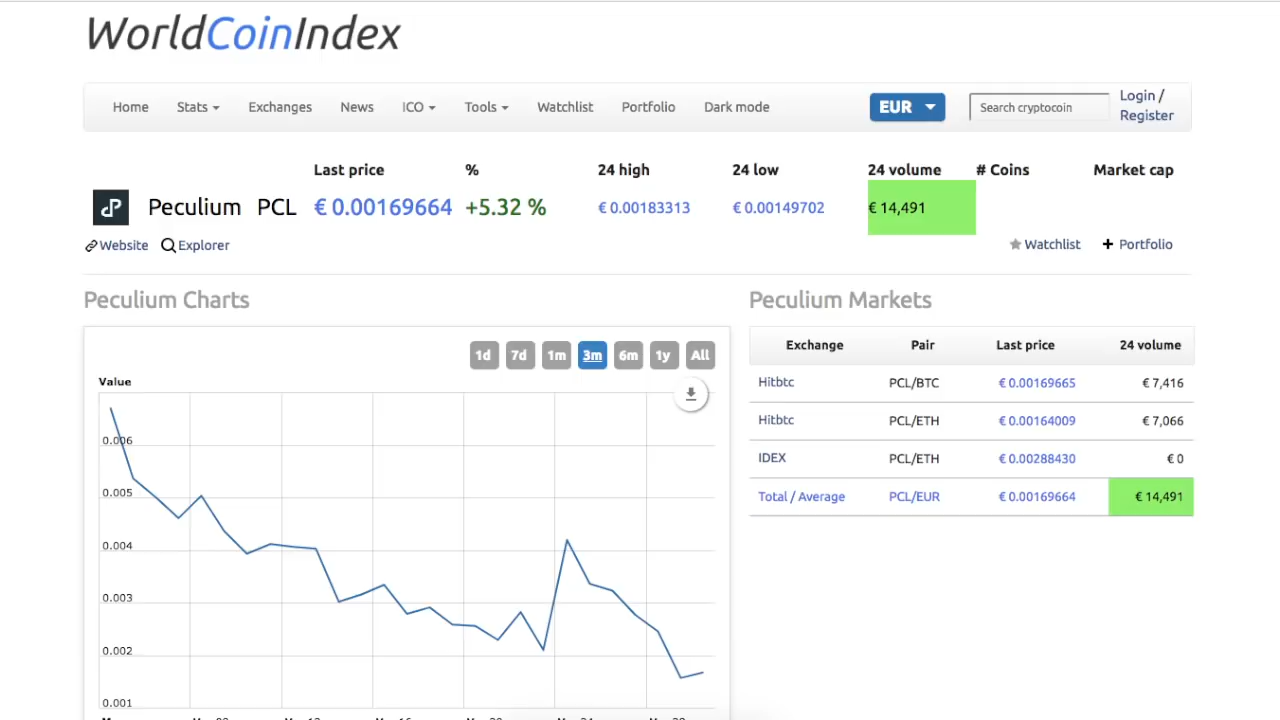 WorldCoinIndex
Home Stats Exchanges News ICO Tools Watchlist Portfolio Dark mode EUR Search cryptocoin Login / Register
Last price % 24 high 24 low 24 volume # Coins Market cap
Peculium PCL € 0.00169664 +5.32 % € 0.00183313 € 0.00149702 € 14,491
Website Explorer Watchlist + Portfolio
Peculium Charts
1d 7d 1m 3m 6m 1y All
Value
0.006
0.005
0.004
0.003
0.002
0.001
Peculium Markets
Exchange Pair Last price 24 volume
Hitbtc PCL/BTC € 0.00169665 € 7,416
Hitbtc PCL/ETH € 0.00164009 € 7,066
IDEX PCL/ETH € 0.00288430 € 0
Total / Average PCL/EUR € 0.00169664 € 14,491